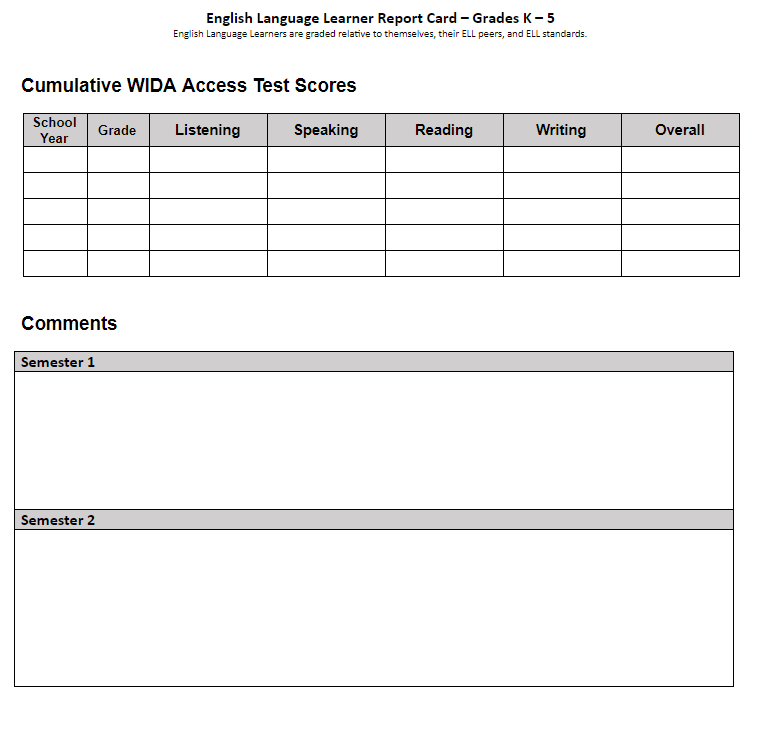 English Language Learner Report Card – Grades K – 5
English Language Learners are graded relative to themselves, their ELL peers, and ELL standards.
Cumulative WIDA Access Test Scores
School Year Grade Listening Speaking Reading Writing Overall
Comments
Semester 1
Semester 2